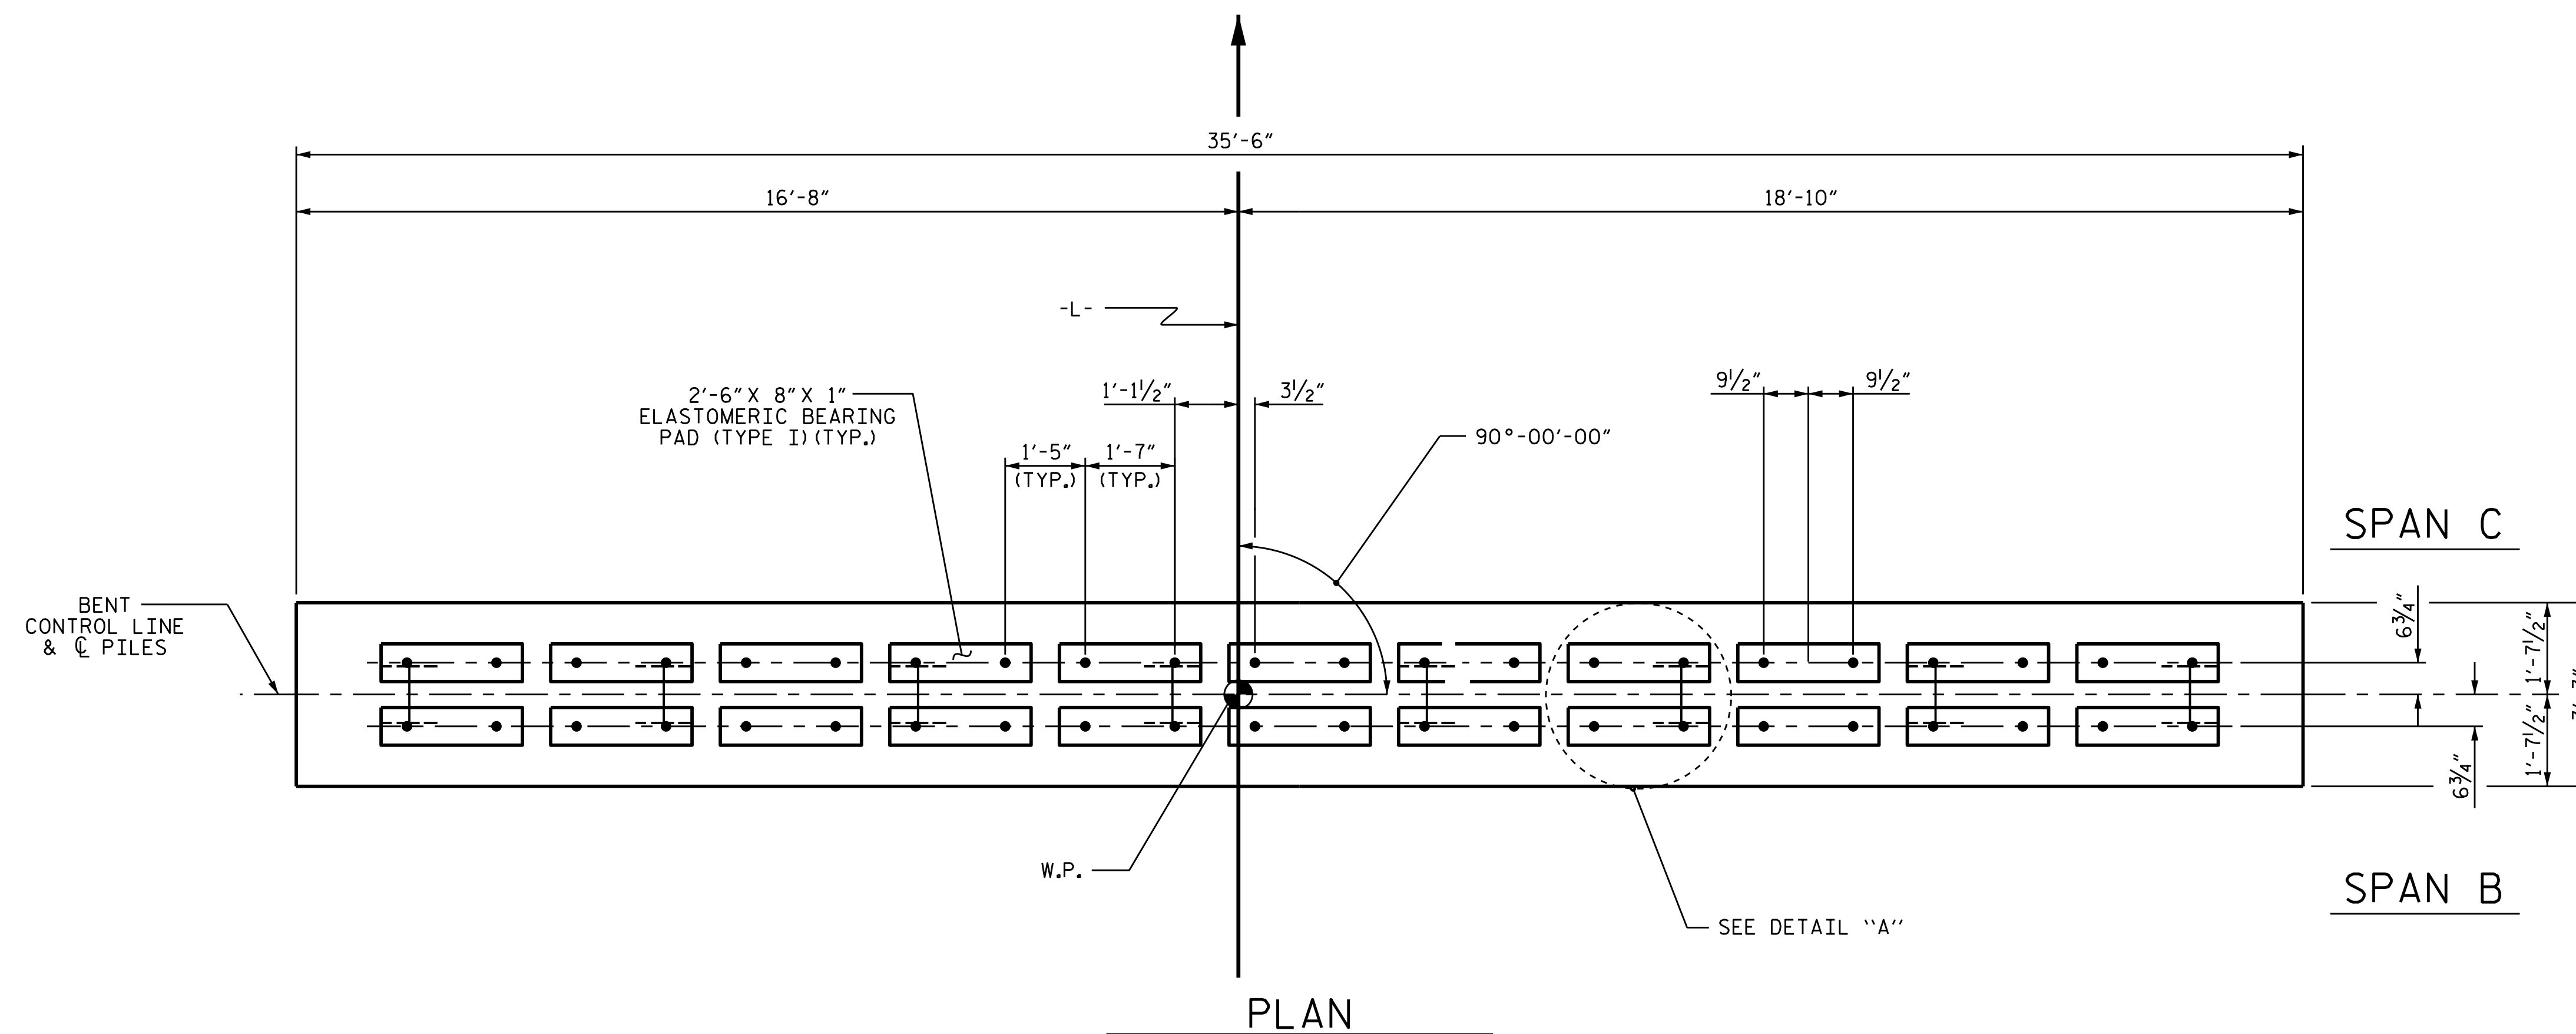 35'-6"
16'-8"
18'-10"
-L-
2'-6" X 8" X 1"
ELASTOMERIC BEARING
PAD (TYPE I) (TYP.)
1'-1½"
3½"
9½"
9½"
1'-5"
(TYP.)
1'-7"
(TYP.)
90°-00'-00"
SPAN C
BENT
CONTROL LINE
& ℄ PILES
6¾"
1'-7½"
6¾"
1'-7½"
W.P.
SPAN B
SEE DETAIL "A"
PLAN